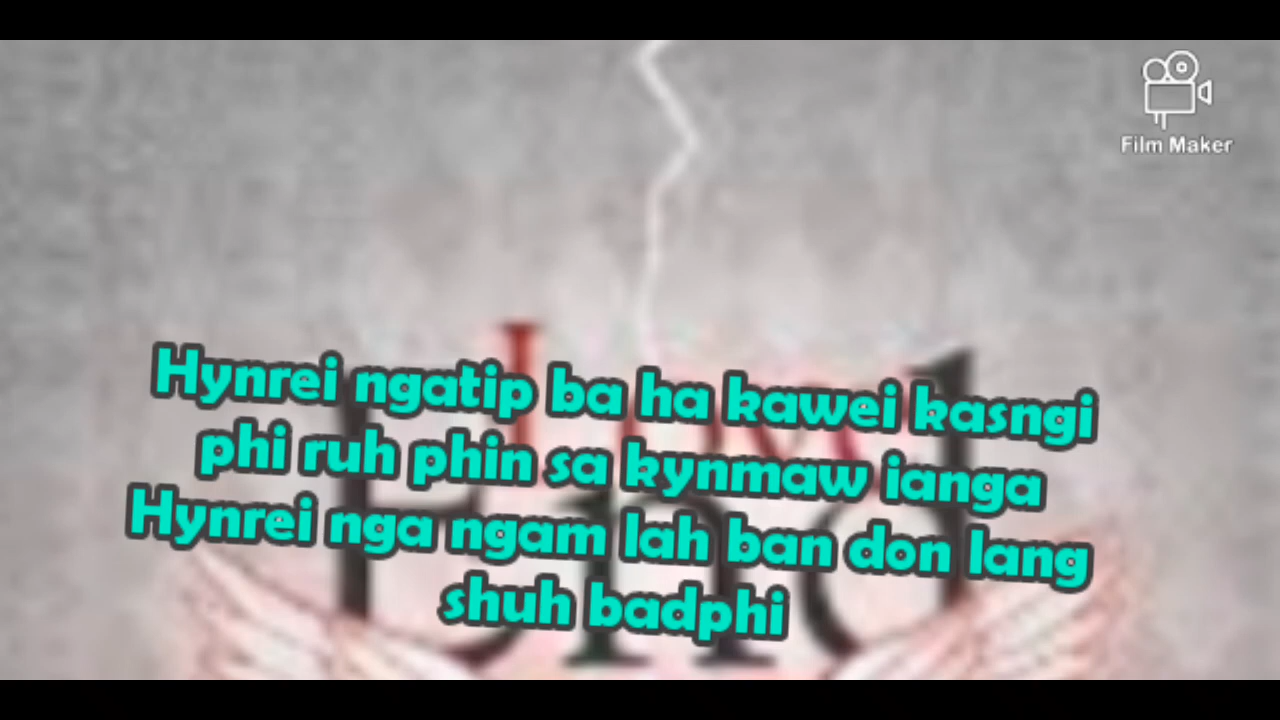 Film Maker
Hynrei ngatip ba ha kawei kasngi
phi ruh phin sa kynmaw ianga
Hynrei nga ngam lah ban don lang
shuh badphi
End